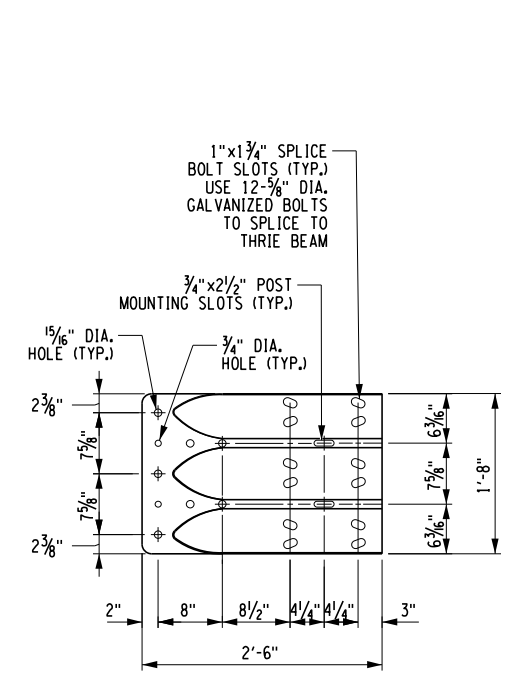 1"x1¾" SPLICE
BOLT SLOTS (TYP.)
USE 12-⅝" DIA.
GALVANIZED BOLTS
TO SPLICE TO
THRIE BEAM
¾"x2½" POST
MOUNTING SLOTS (TYP.)
15/16" DIA.
HOLE (TYP.)
¾" DIA.
HOLE (TYP.)
2⅜"
7⅝"
7⅝"
2⅜"
6 3/16"
7⅝"
6 3/16"
1'-8"
2"
8"
8½"
4¼"
4¼"
3"
2'-6"